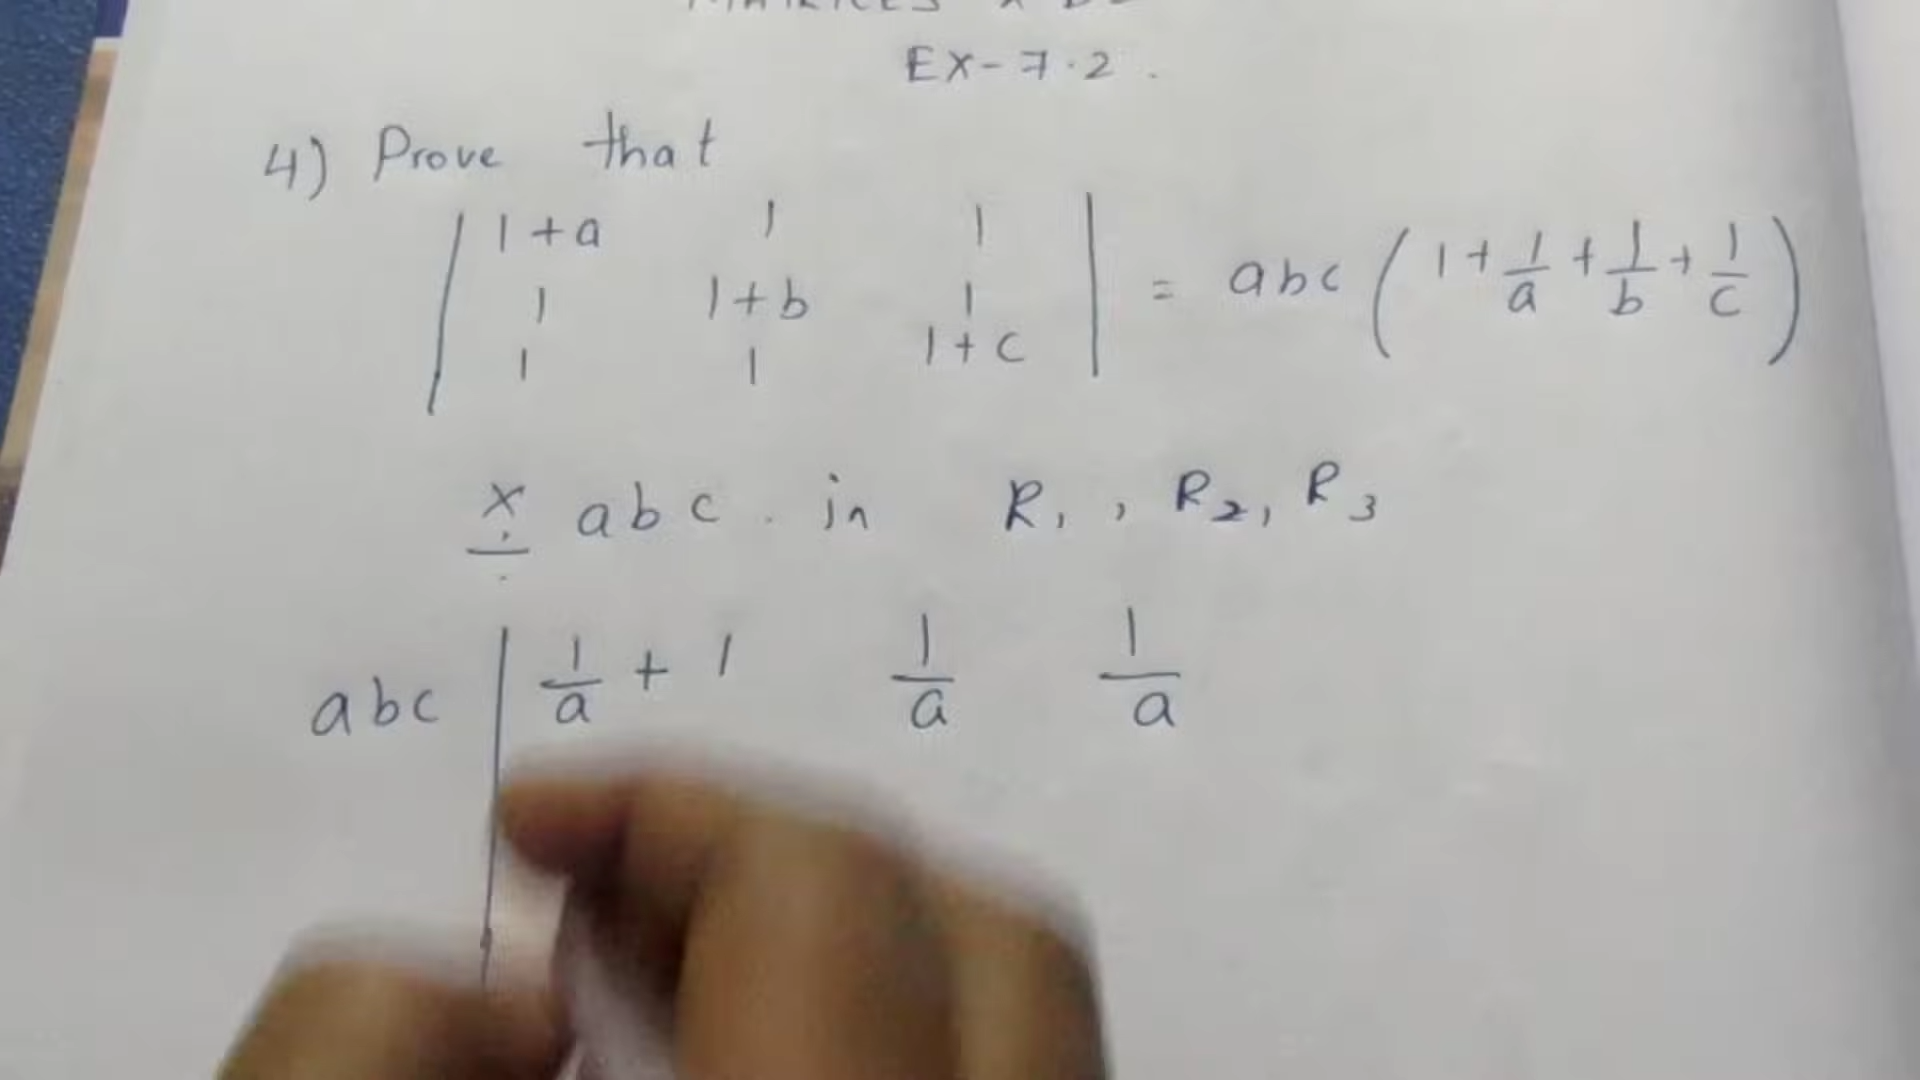 EX-7.2.
4) Prove that
| 1+a 1 1 |
| 1 1+b 1 | = abc (1+1/a+1/b+1/c)
| 1 1 1+c |
× ÷ abc. in R₁, R₂, R₃
abc | 1/a + 1 1/a 1/a